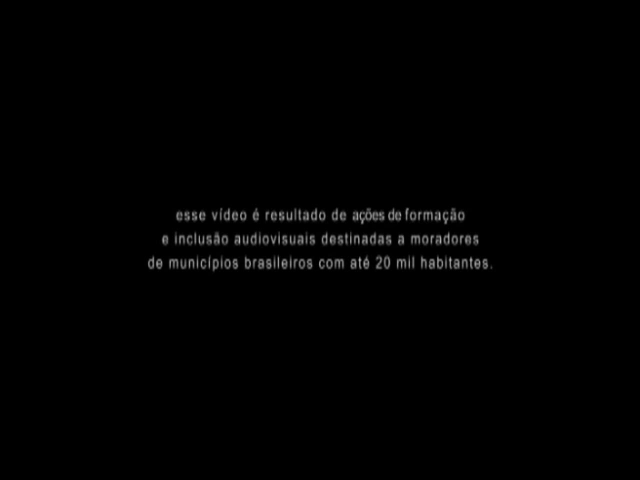 esse vídeo é resultado de ações de formação
e inclusão audiovisuais destinadas a moradores
de municípios brasileiros com até 20 mil habitantes.